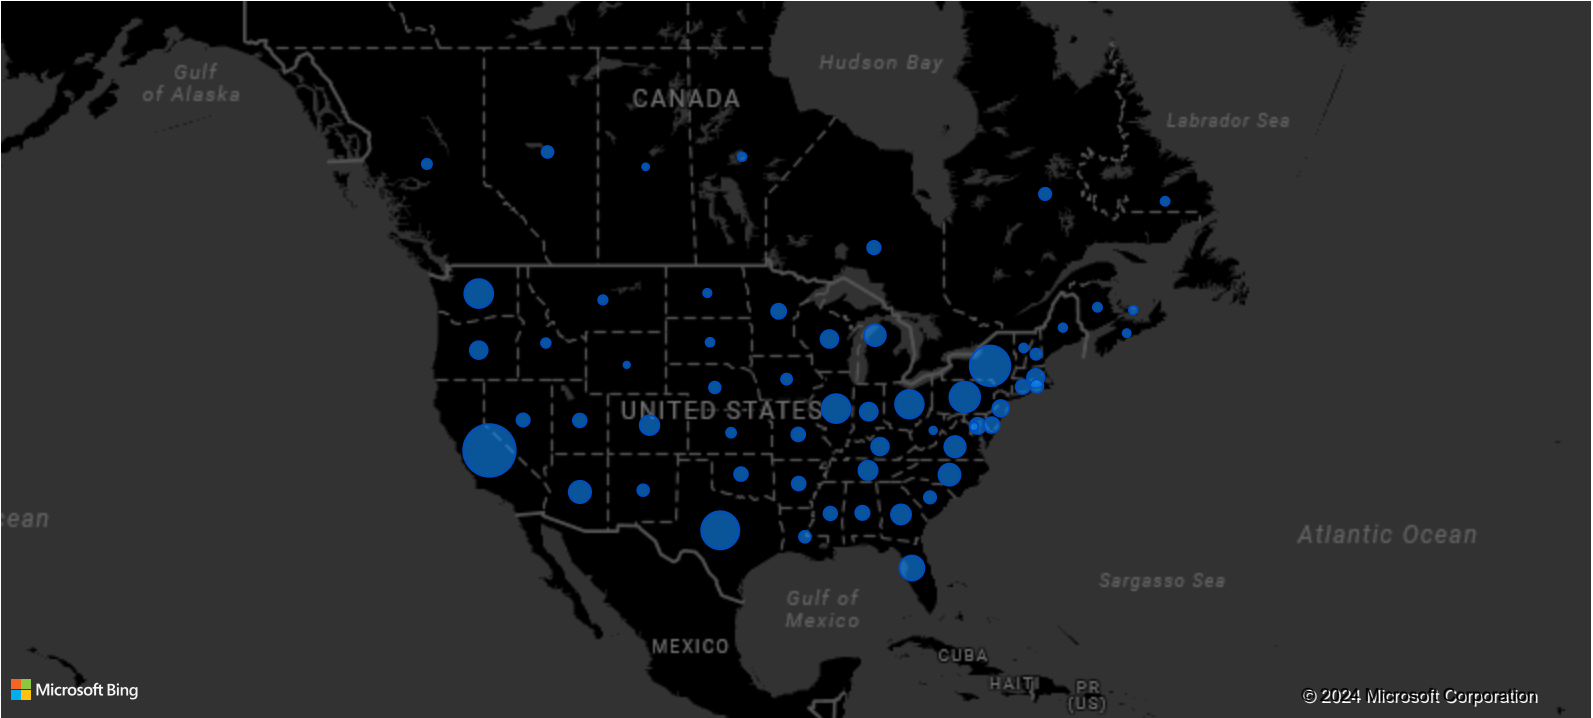 Gulf
of Alaska
Hudson Bay
CANADA
Labrador Sea
UNITED STATES
ean
Atlantic Ocean
Sargasso Sea
Gulf of
Mexico
MEXICO
CUBA
HAITI
PR
(US)
Microsoft Bing
© 2024 Microsoft Corporation